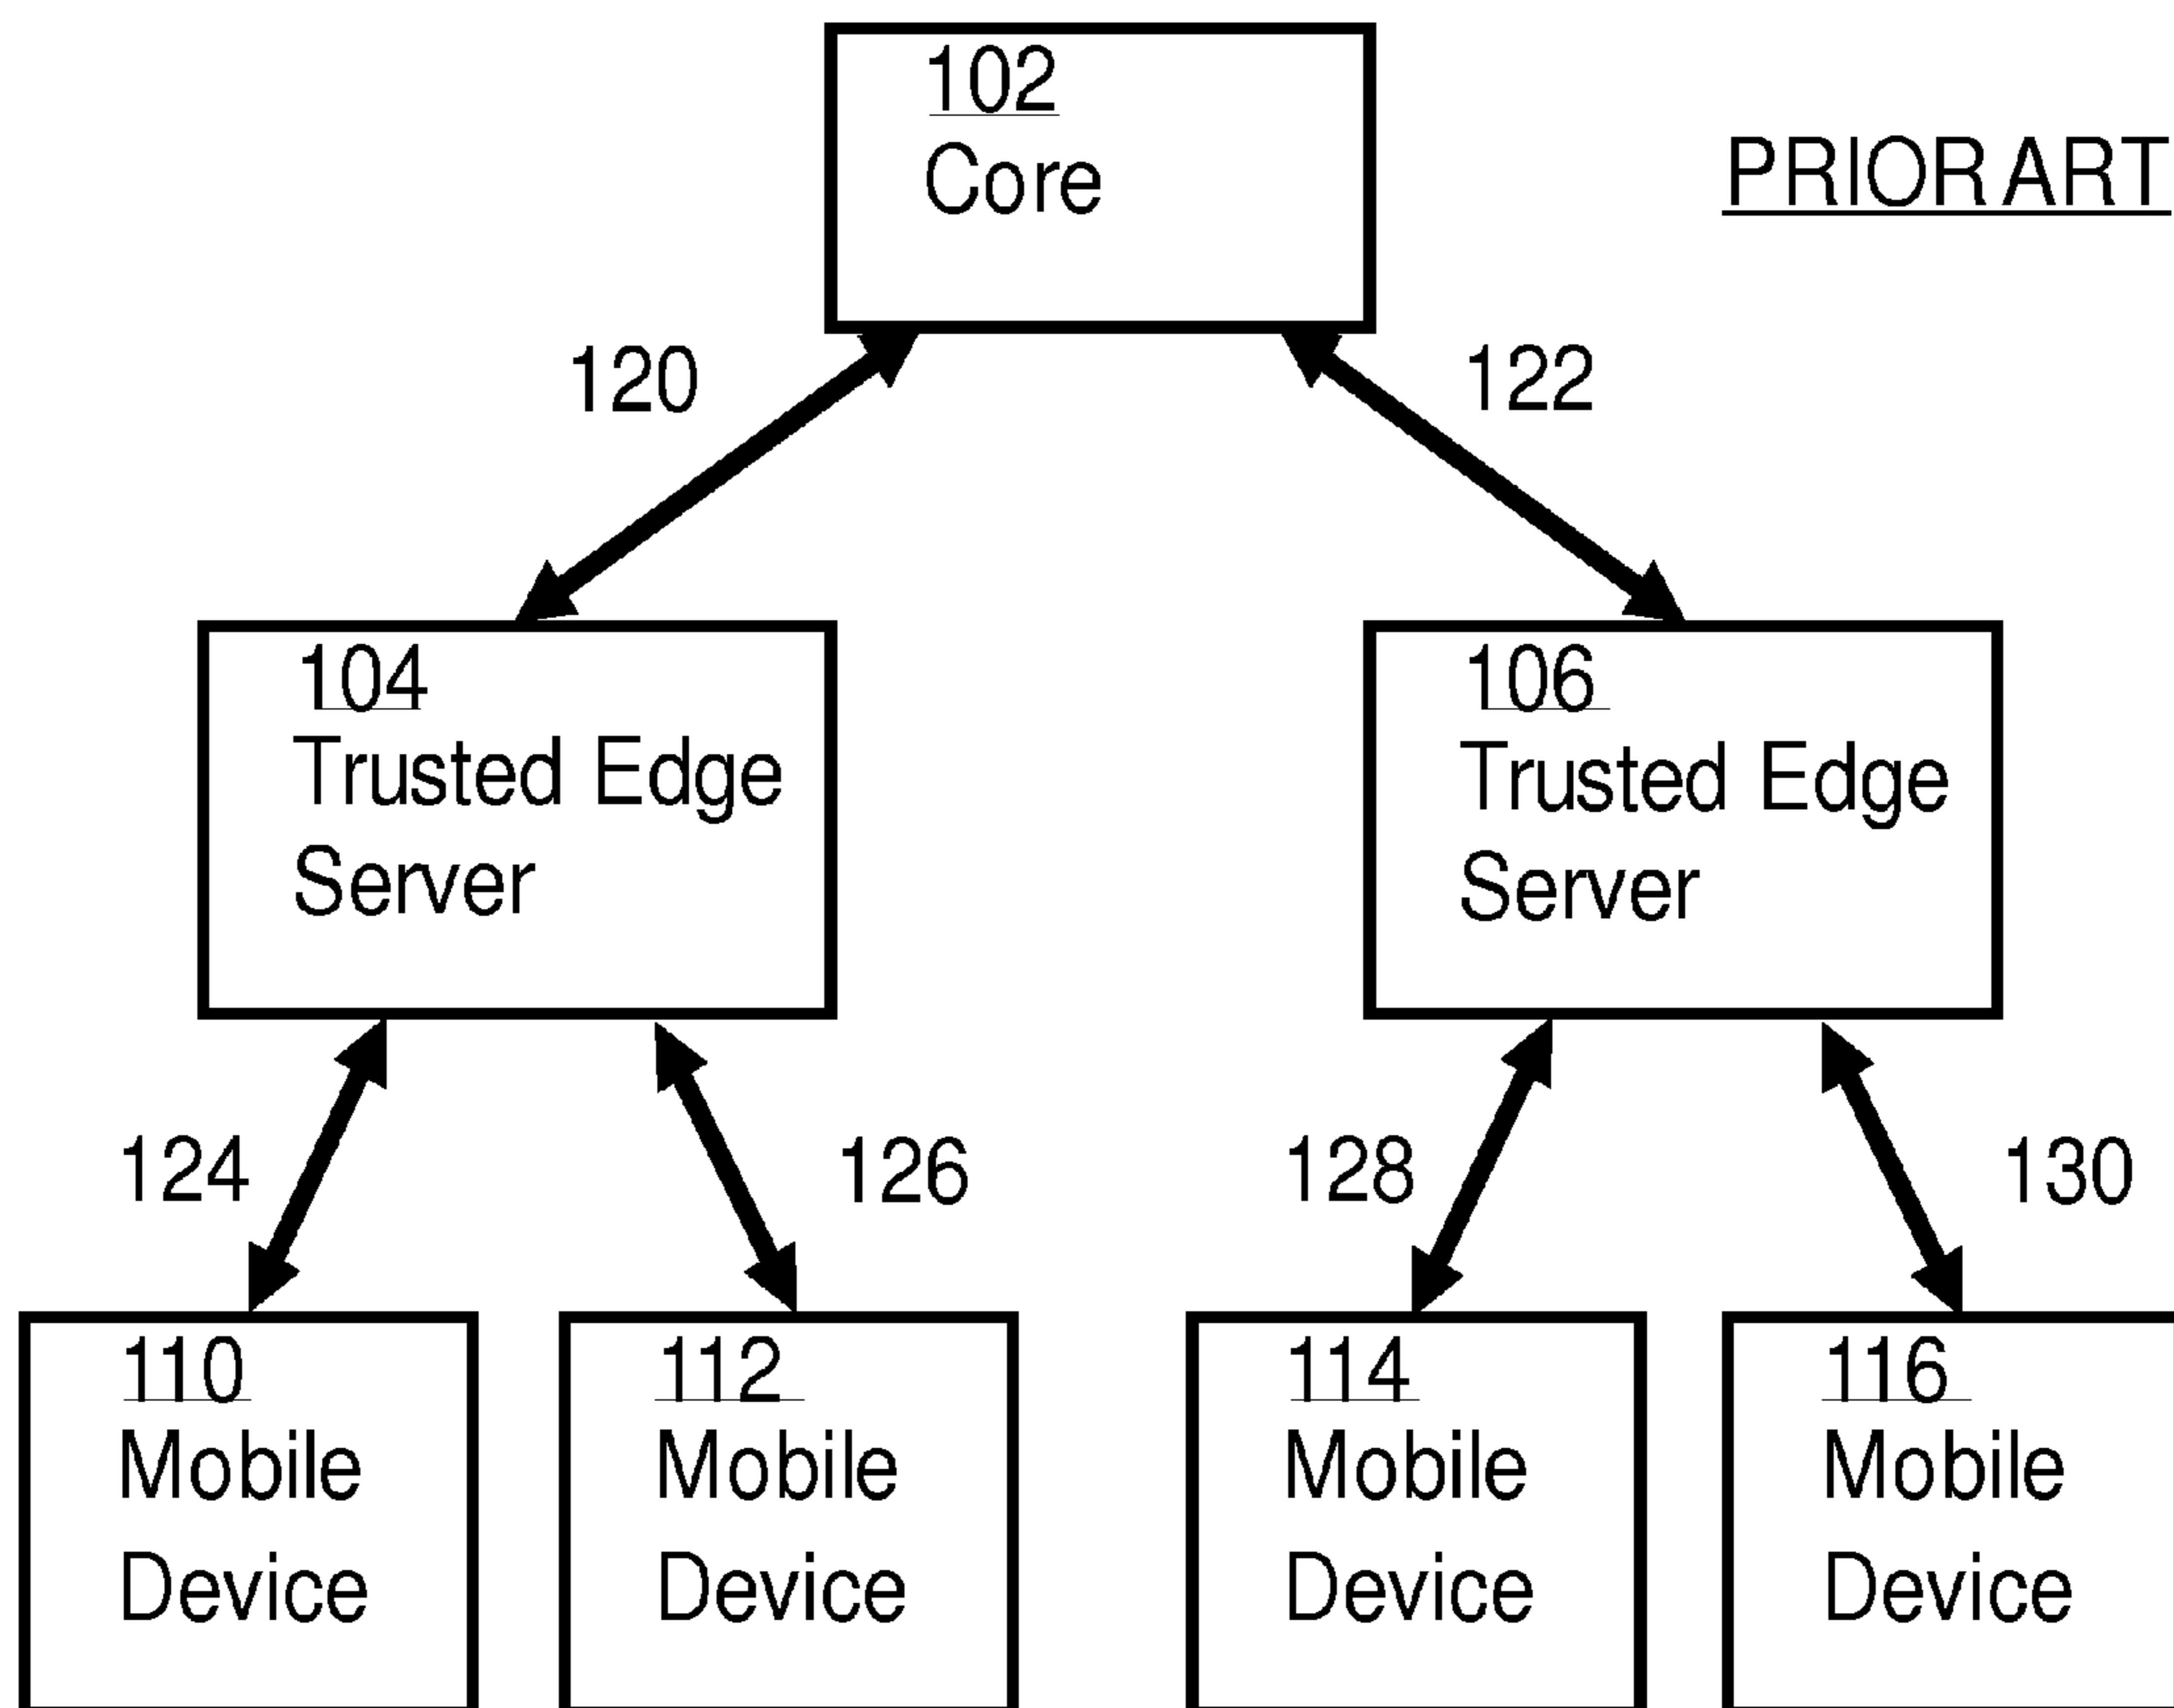 102
Core
PRIOR ART
120
122
104
Trusted Edge
Server
106
Trusted Edge
Server
124
126
128
130
110
Mobile
Device
112
Mobile
Device
114
Mobile
Device
116
Mobile
Device